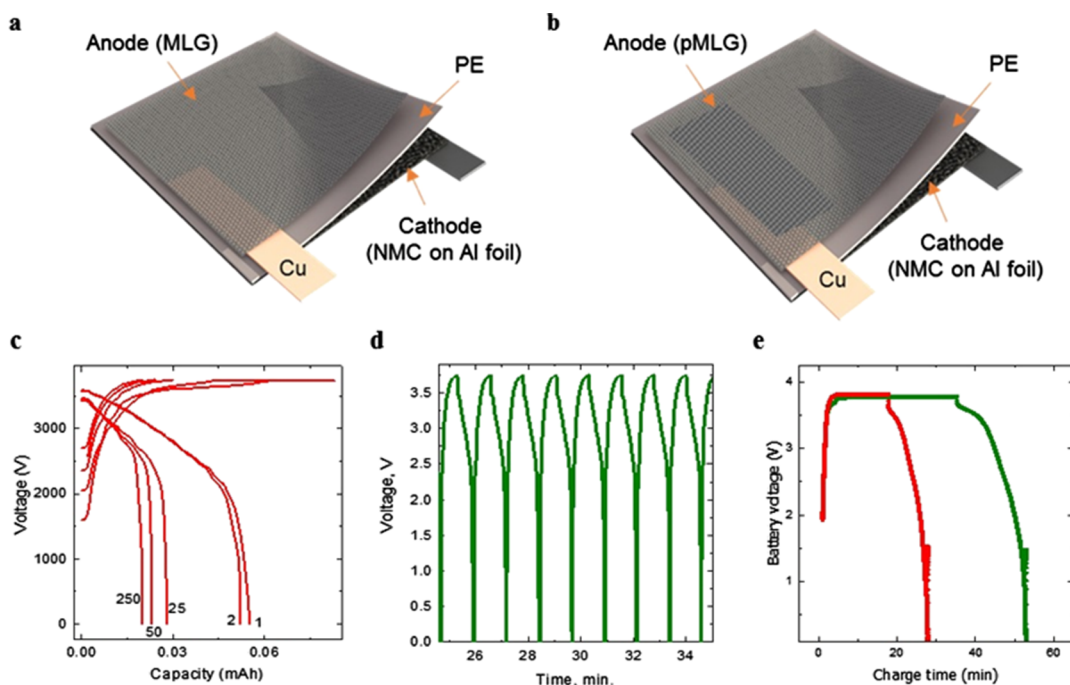 a
Anode (MLG)
PE
Cathode
(NMC on Al foil)
Cu
b
Anode (pMLG)
PE
Cathode
(NMC on Al foil)
Cu
c
Voltage (V)
3000
2000
1000
0
250
50
25
2
1
0.00
0.03
0.06
Capacity (mAh)
d
Voltage, V
3.5
3.0
2.5
2.0
1.5
1.0
0.5
0.0
26
28
30
32
34
Time, min.
e
Battery voltage (V)
4
3
2
1
0
20
40
60
Charge time (min)